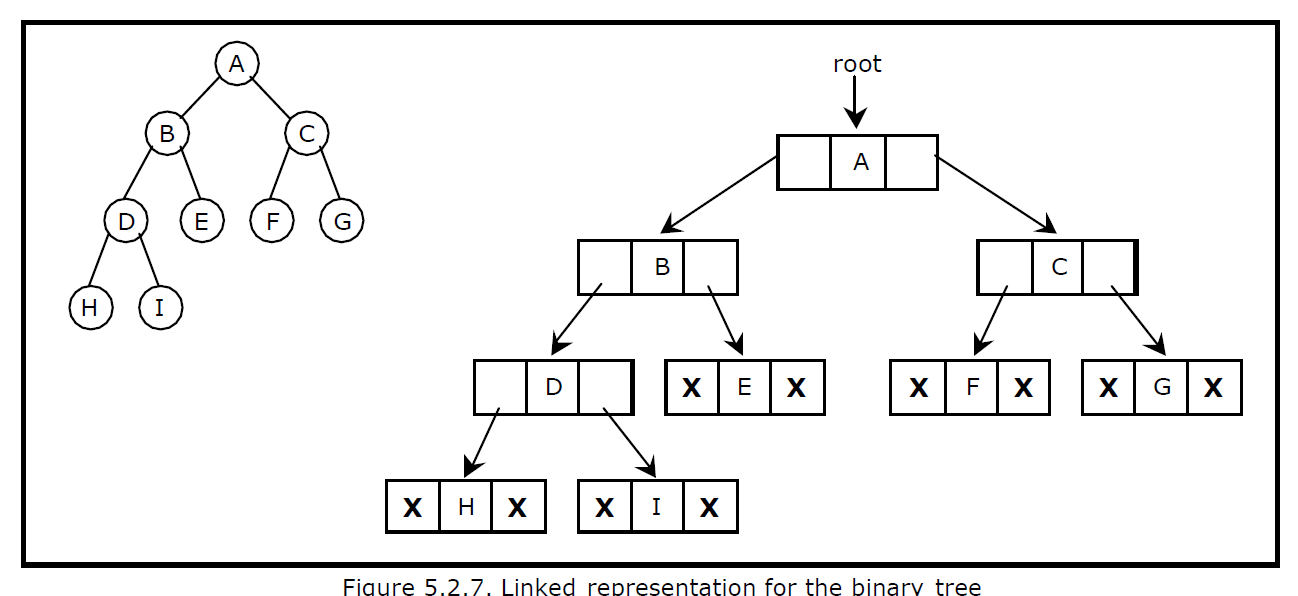 A
B C
D E F G
H I
root
A
B C
D X E X X F X X G X
X H X X I X
Figure 5.2.7. Linked representation for the binary tree